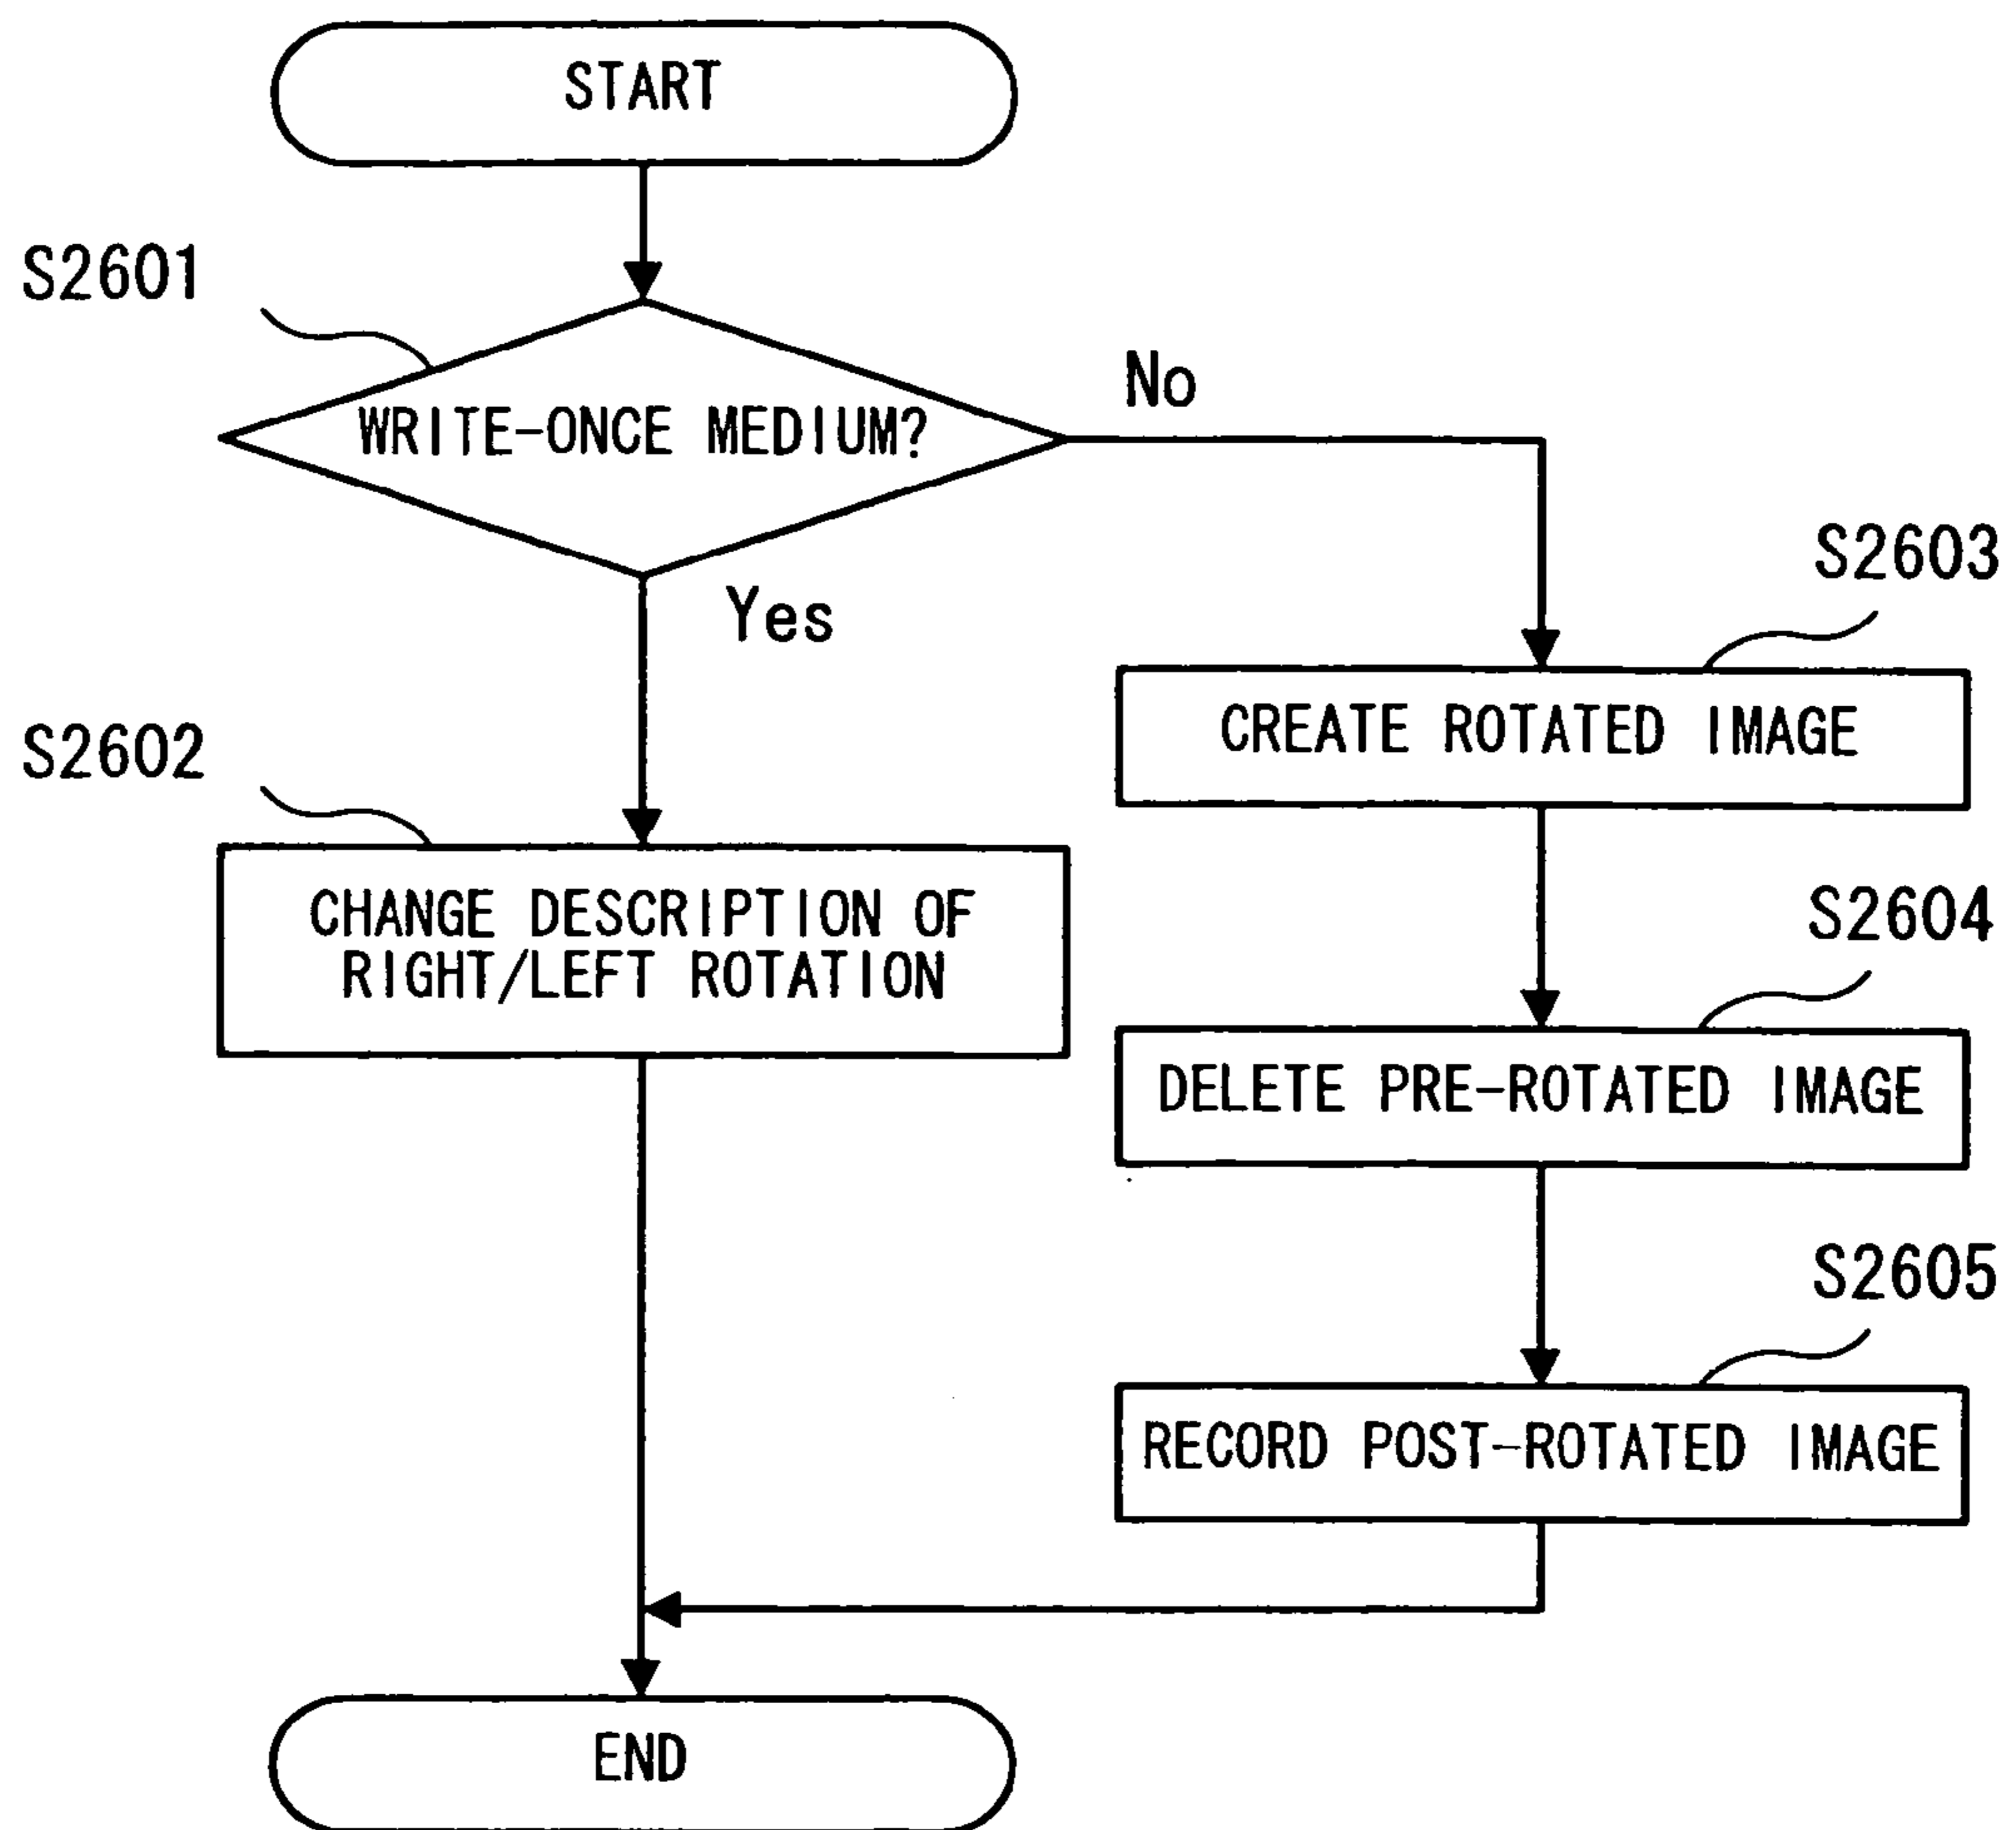 START
S2601
WRITE-ONCE MEDIUM?
No
Yes
S2603
CREATE ROTATED IMAGE
S2602
CHANGE DESCRIPTION OF
RIGHT/LEFT ROTATION
S2604
DELETE PRE-ROTATED IMAGE
S2605
RECORD POST-ROTATED IMAGE
END